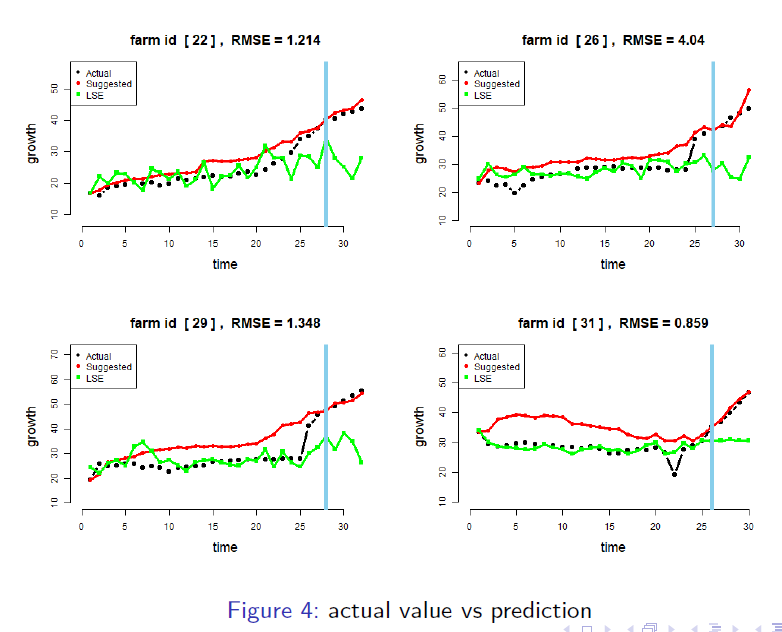 farm id [ 22 ] , RMSE = 1.214
Actual
Suggested
LSE
growth
10 20 30 40 50
0 5 10 15 20 25 30
time
farm id [ 26 ] , RMSE = 4.04
Actual
Suggested
LSE
growth
10 20 30 40 50 60
0 5 10 15 20 25 30
time
farm id [ 29 ] , RMSE = 1.348
Actual
Suggested
LSE
growth
10 20 30 40 50 60 70
0 5 10 15 20 25 30
time
farm id [ 31 ] , RMSE = 0.859
Actual
Suggested
LSE
growth
10 20 30 40 50 60
0 5 10 15 20 25 30
time
Figure 4: actual value vs prediction